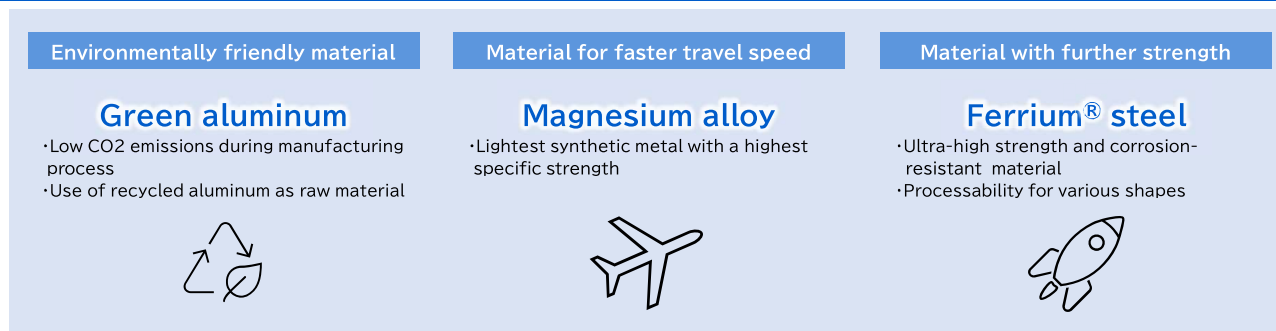 Environmentally friendly material
Green aluminum
・Low CO2 emissions during manufacturing
process
・Use of recycled aluminum as raw material
Material for faster travel speed
Magnesium alloy
・Lightest synthetic metal with a highest
specific strength
Material with further strength
Ferrium® steel
・Ultra-high strength and corrosion-
resistant material
・Processability for various shapes